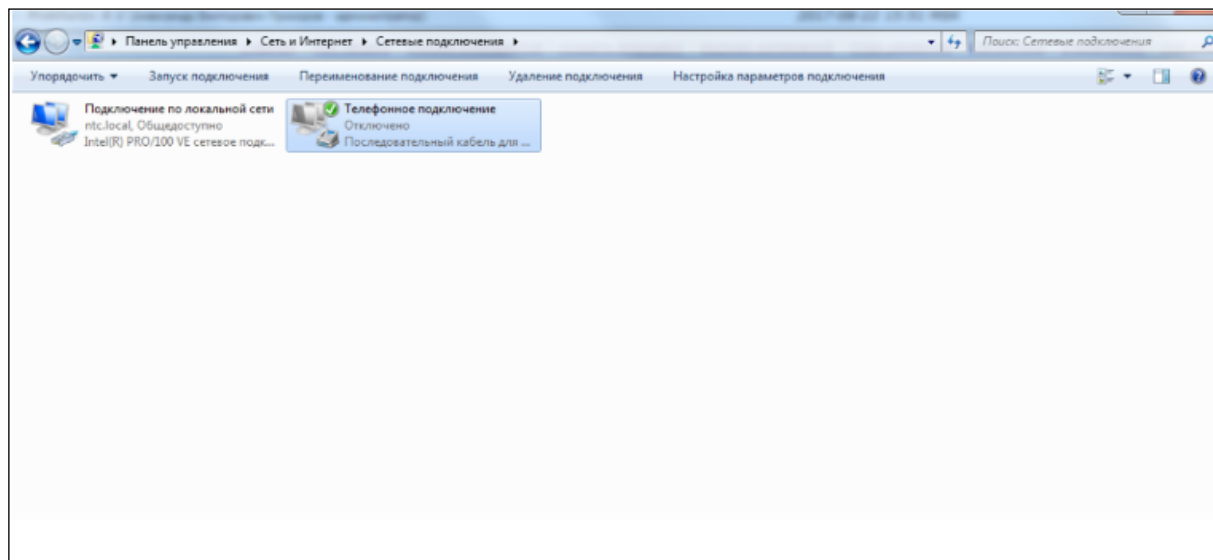 Панель управления ▸ Сеть и Интернет ▸ Сетевые подключения ▸
Поиск: Сетевые подключения
Упорядочить ▼ Запуск подключения Переименование подключения Удаление подключения Настройка параметров подключения
Подключение по локальной сети
ntc.local, Общедоступно
Intel(R) PRO/100 VE сетевое подк...
Телефонное подключение
Отключено
Последовательный кабель для ...